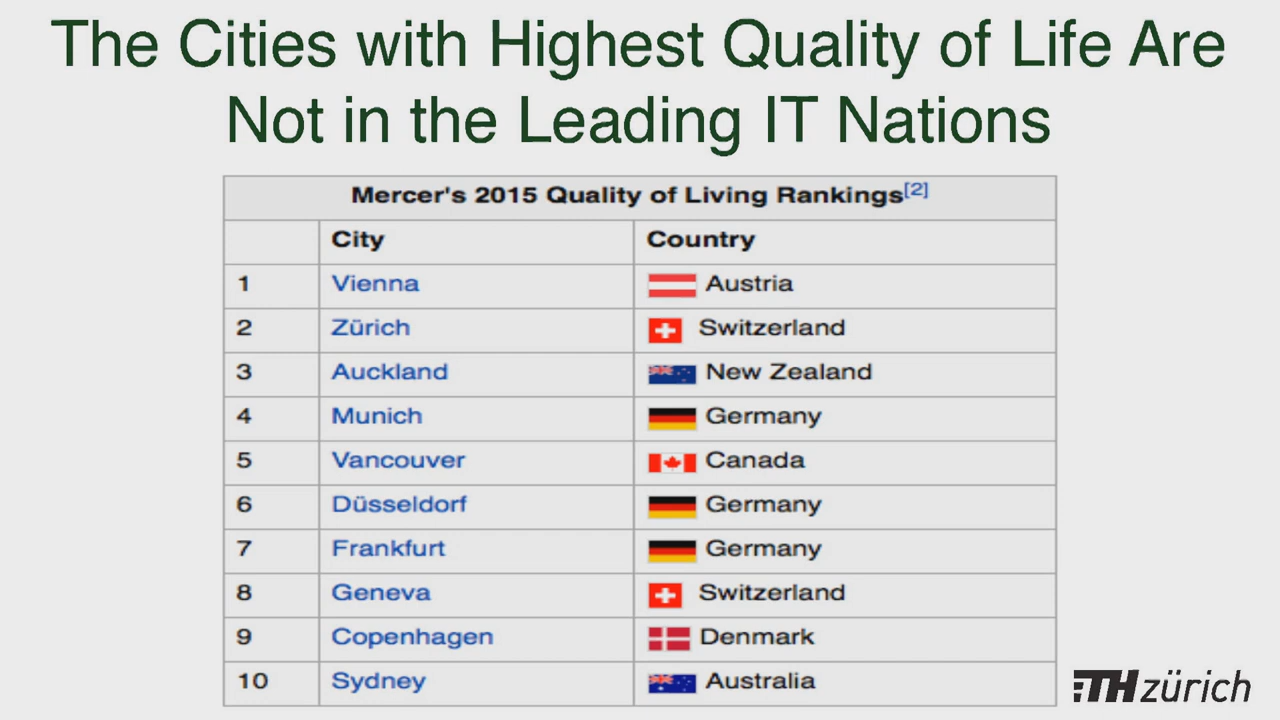 The Cities with Highest Quality of Life Are
Not in the Leading IT Nations
Mercer's 2015 Quality of Living Rankings[2]
City Country
1 Vienna Austria
2 Zürich Switzerland
3 Auckland New Zealand
4 Munich Germany
5 Vancouver Canada
6 Düsseldorf Germany
7 Frankfurt Germany
8 Geneva Switzerland
9 Copenhagen Denmark
10 Sydney Australia
ETHzürich